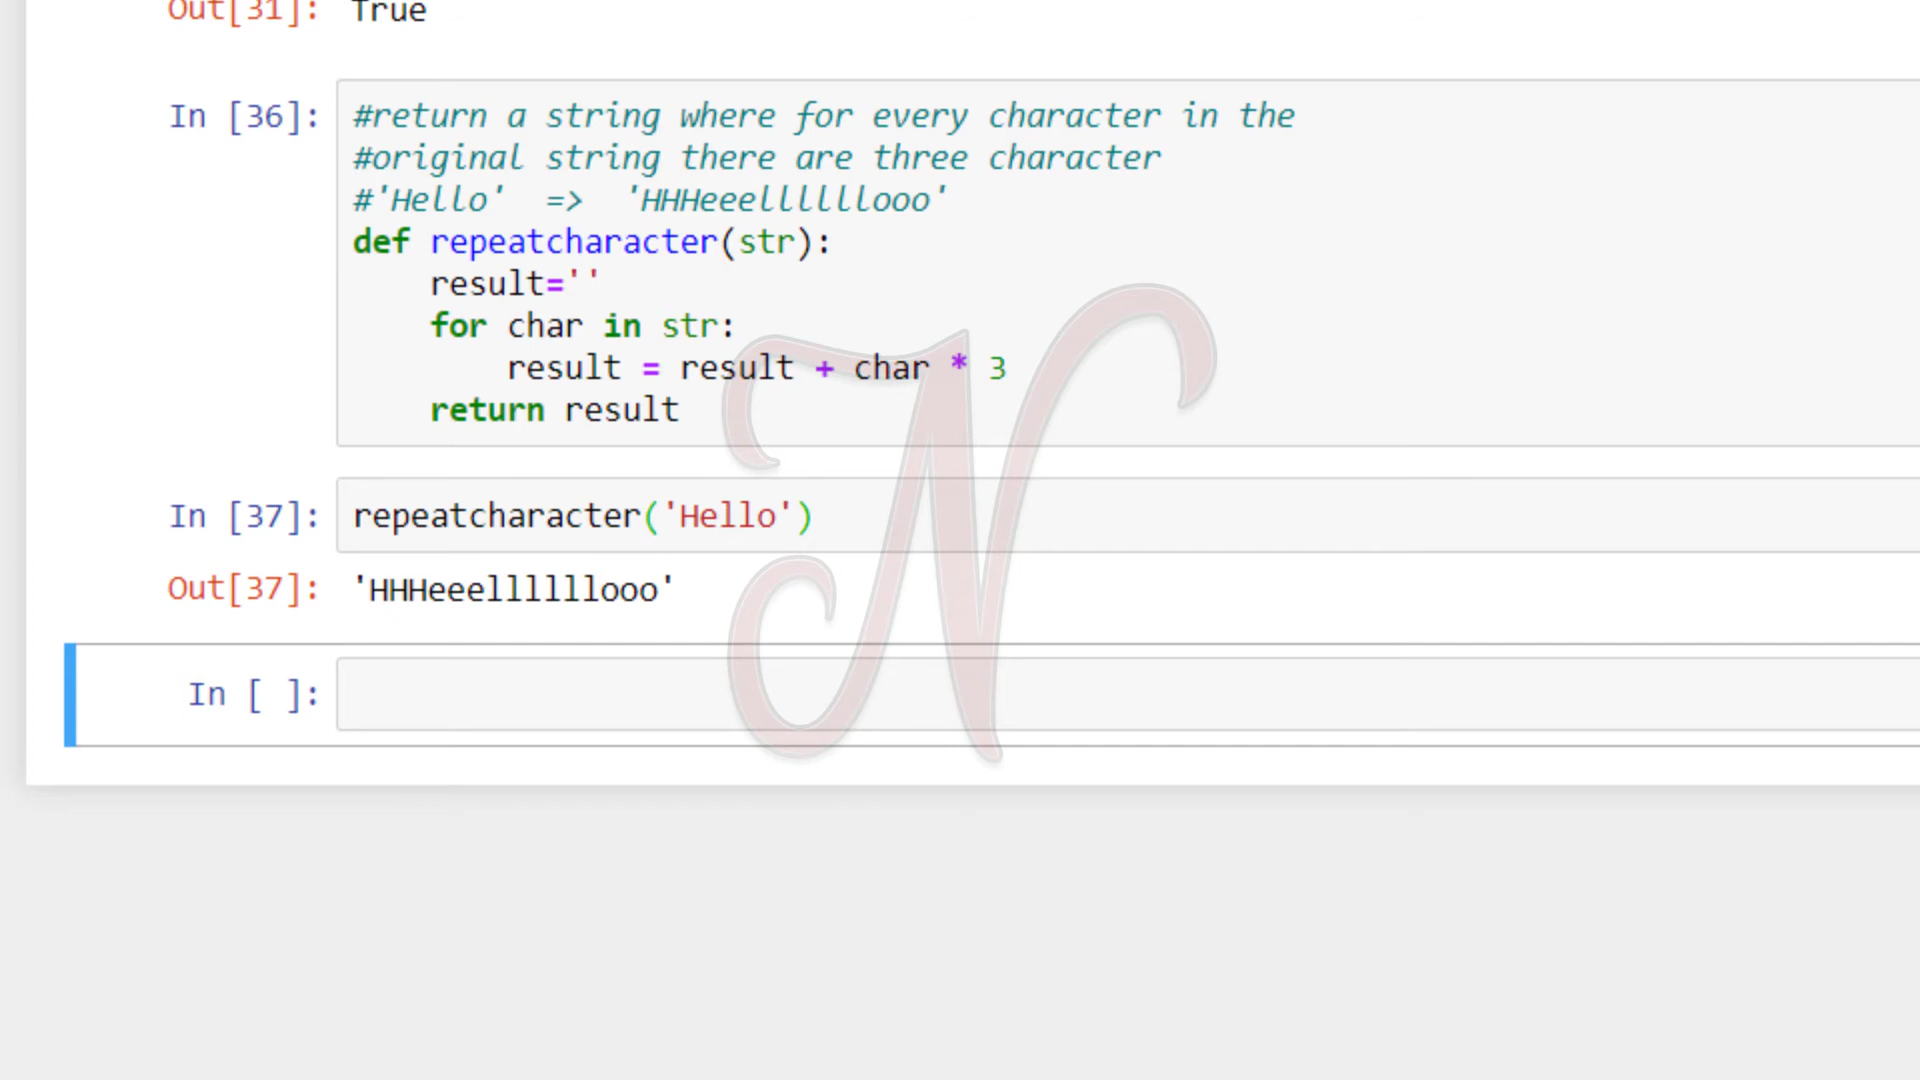 Out[31]: True
In [36]: #return a string where for every character in the
#original string there are three character
#'Hello' => 'HHHeeellllllooo'
def repeatcharacter(str):
    result=''
    for char in str:
        result = result + char * 3
    return result
In [37]: repeatcharacter('Hello')
Out[37]: 'HHHeeellllllooo'
In [ ]:
N